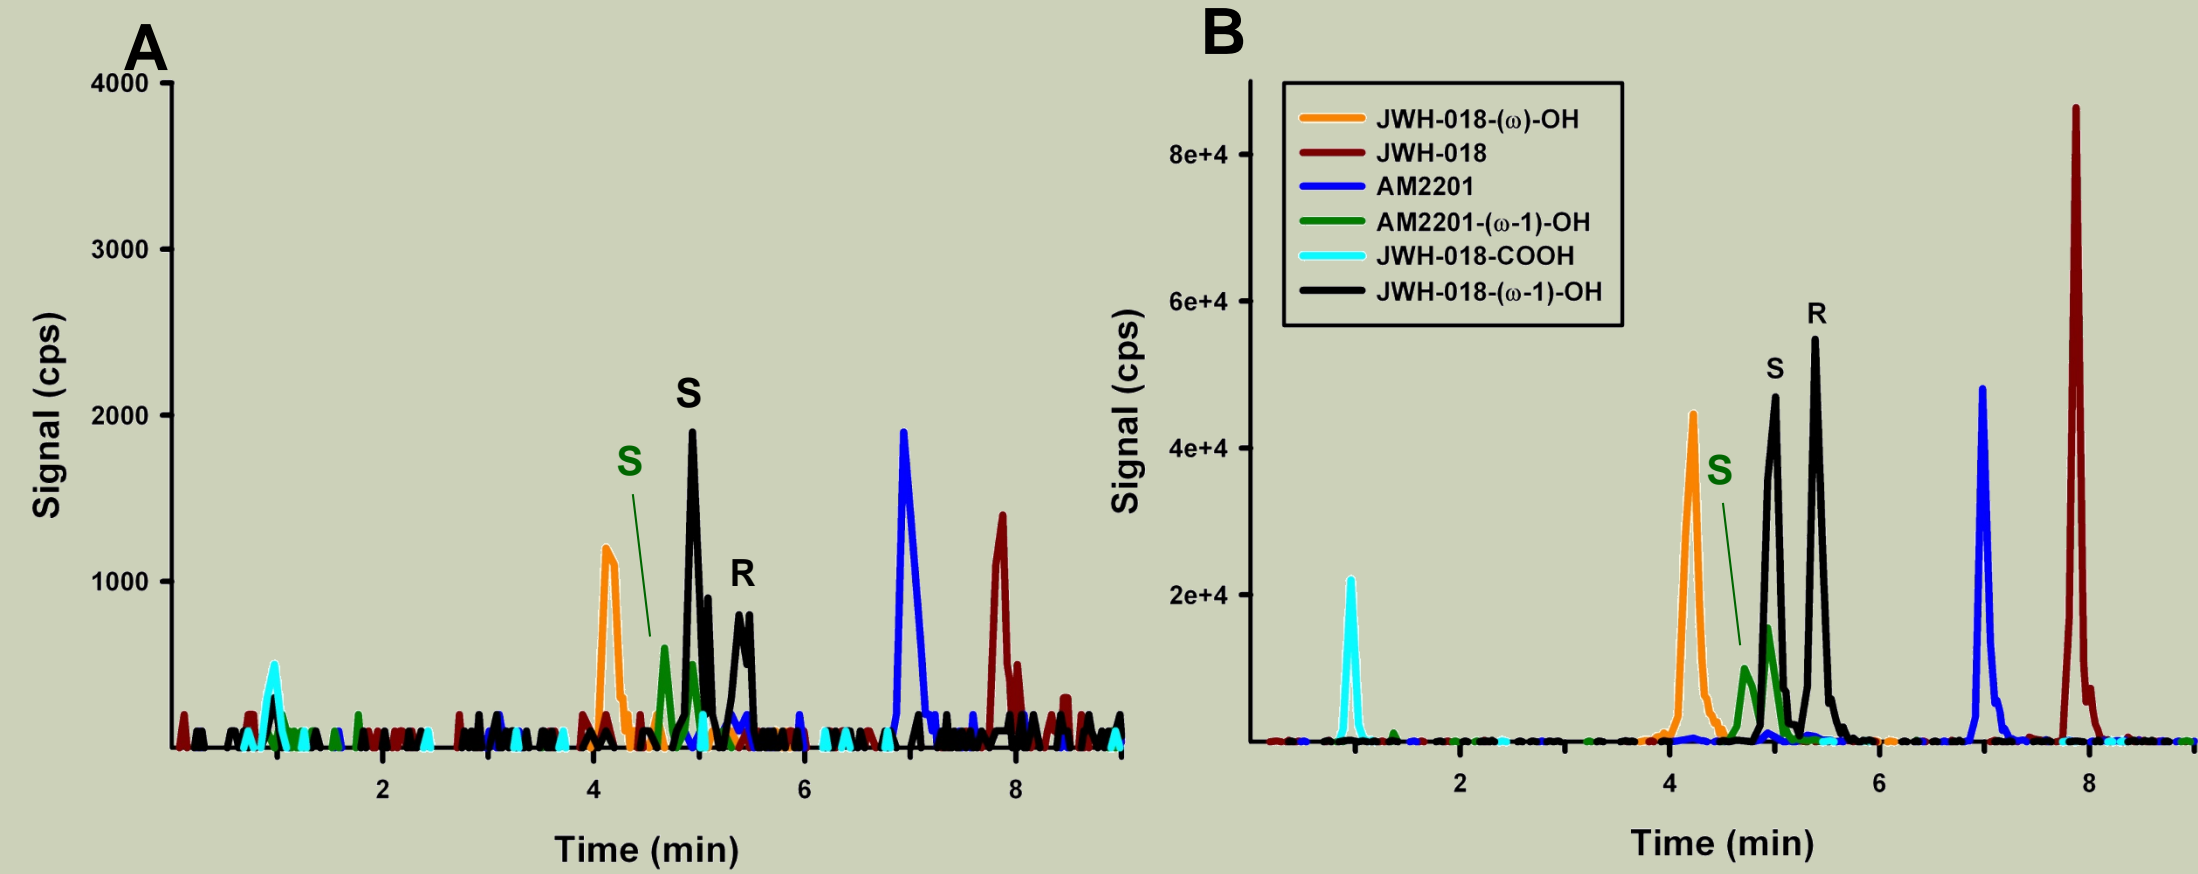 A
4000
3000
2000
1000
Signal (cps)
S
S
R
2
4
6
8
Time (min)
B
8e+4
6e+4
4e+4
2e+4
Signal (cps)
JWH-018-(ω)-OH
JWH-018
AM2201
AM2201-(ω-1)-OH
JWH-018-COOH
JWH-018-(ω-1)-OH
R
S
S
2
4
6
8
Time (min)